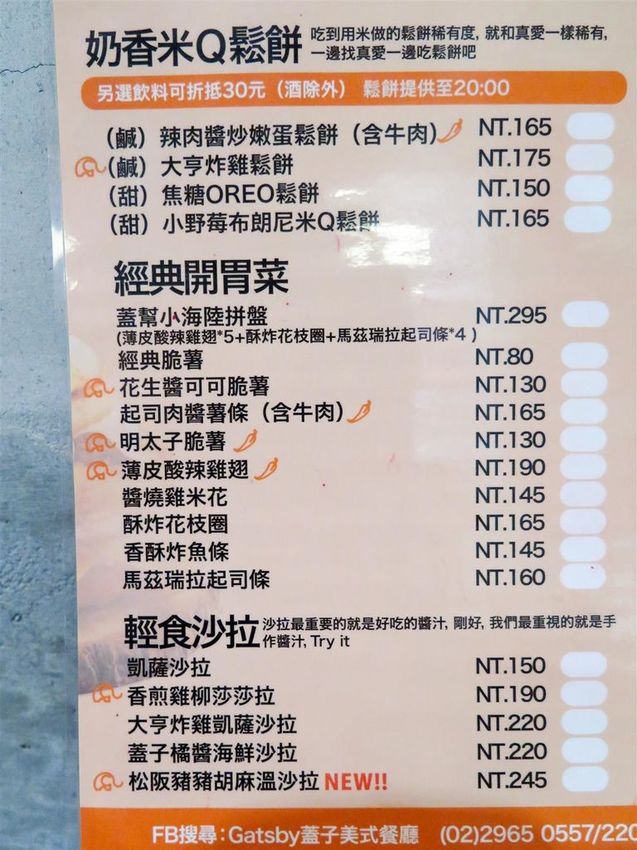 奶香米Q鬆餅
吃到用米做的鬆餅稀有度, 就和真愛一樣稀有,
一邊找真愛一邊吃鬆餅吧
另選飲料可折抵30元（酒除外） 鬆餅提供至20:00
（鹹）辣肉醬炒嫩蛋鬆餅（含牛肉） NT.165
（鹹）大亨炸雞鬆餅 NT.175
（甜）焦糖OREO鬆餅 NT.150
（甜）小野莓布朗尼米Q鬆餅 NT.165
經典開胃菜
蓋幫小海陸拼盤 NT.295
(薄皮酸辣雞翅*5+酥炸花枝圈+馬茲瑞拉起司條*4 )
經典脆薯 NT.80
花生醬可可脆薯 NT.130
起司肉醬薯條（含牛肉） NT.165
明太子脆薯 NT.130
薄皮酸辣雞翅 NT.190
醬燒雞米花 NT.145
酥炸花枝圈 NT.165
香酥炸魚條 NT.145
馬茲瑞拉起司條 NT.160
輕食沙拉
沙拉最重要的就是好吃的醬汁, 剛好, 我們最重視的就是手
作醬汁, Try it
凱薩沙拉 NT.150
香煎雞柳莎莎拉 NT.190
大亨炸雞凱薩沙拉 NT.220
蓋子橘醬海鮮沙拉 NT.220
松阪豬豬胡麻溫沙拉 NEW!! NT.245
FB搜尋：Gatsby蓋子美式餐廳 (02)2965 0557/220